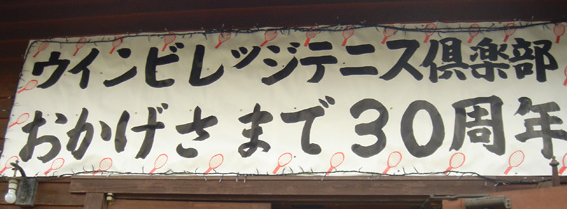 ウインビレッジテニス倶楽部
おかげさまで30周年